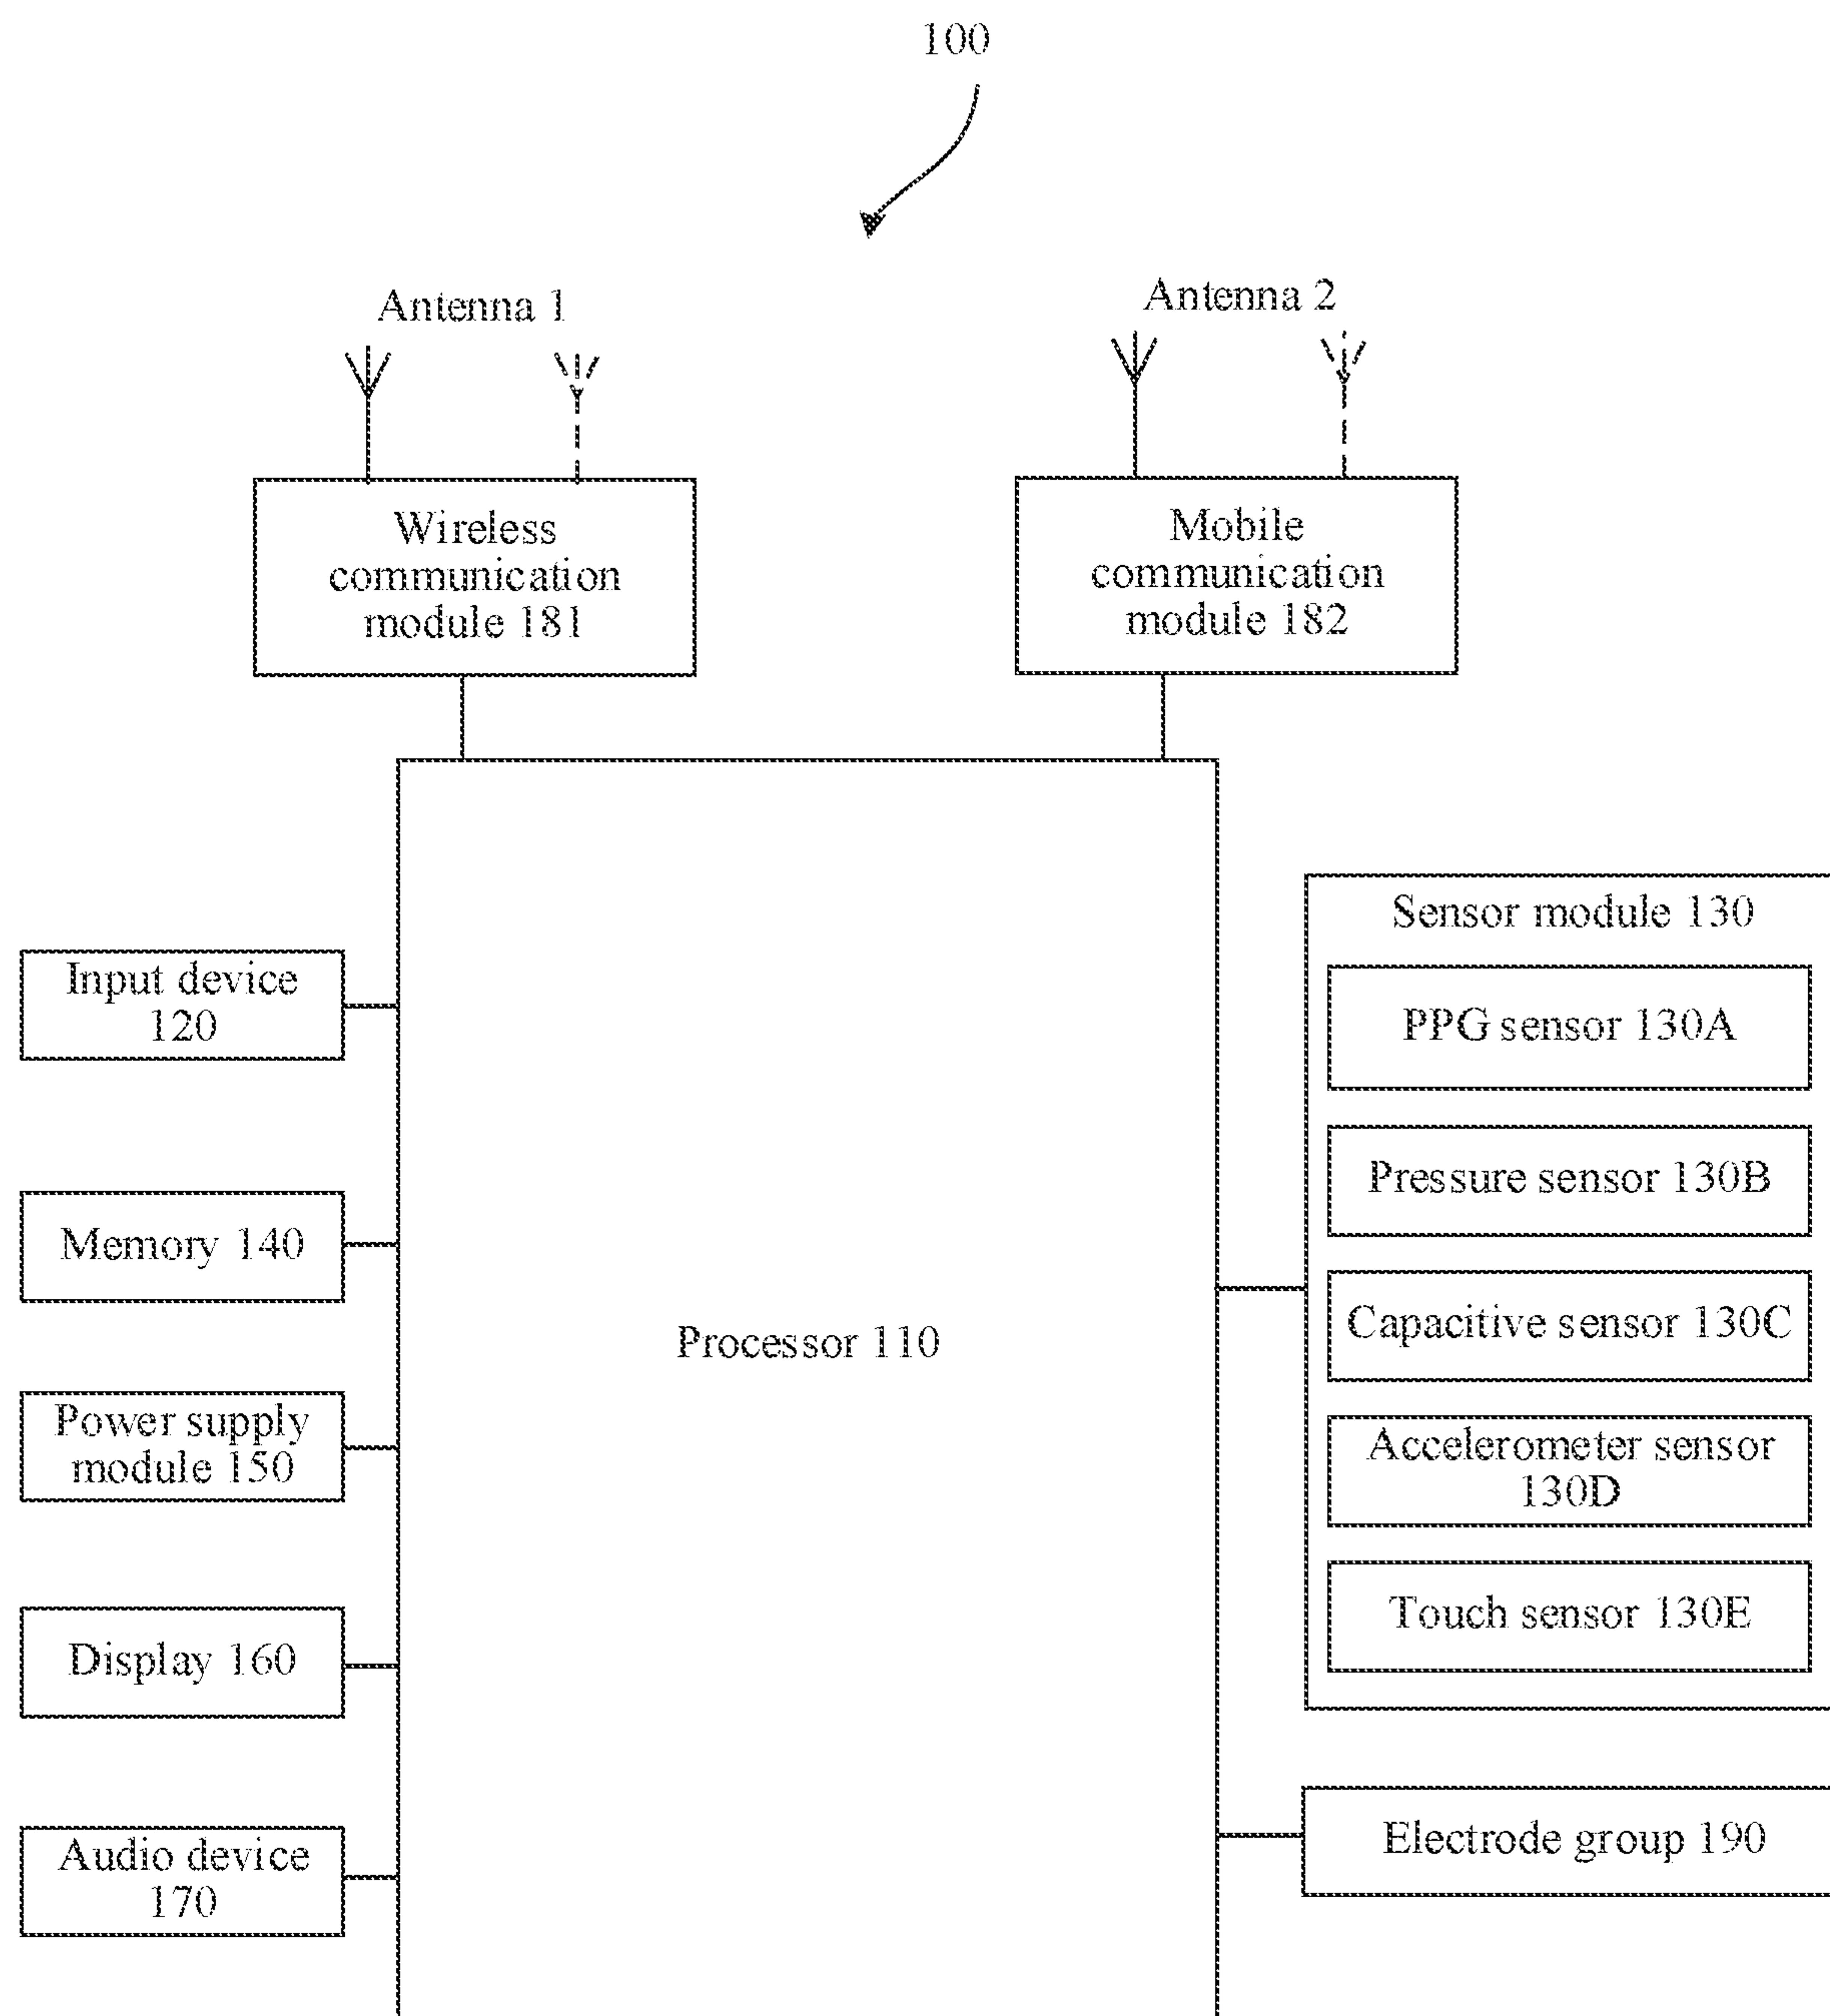 100
Antenna 1
Antenna 2
Wireless
communication
module 181
Mobile
communication
module 182
Input device
120
Memory 140
Power supply
module 150
Display 160
Audio device
170
Processor 110
Sensor module 130
PPG sensor 130A
Pressure sensor 130B
Capacitive sensor 130C
Accelerometer sensor
130D
Touch sensor 130E
Electrode group 190